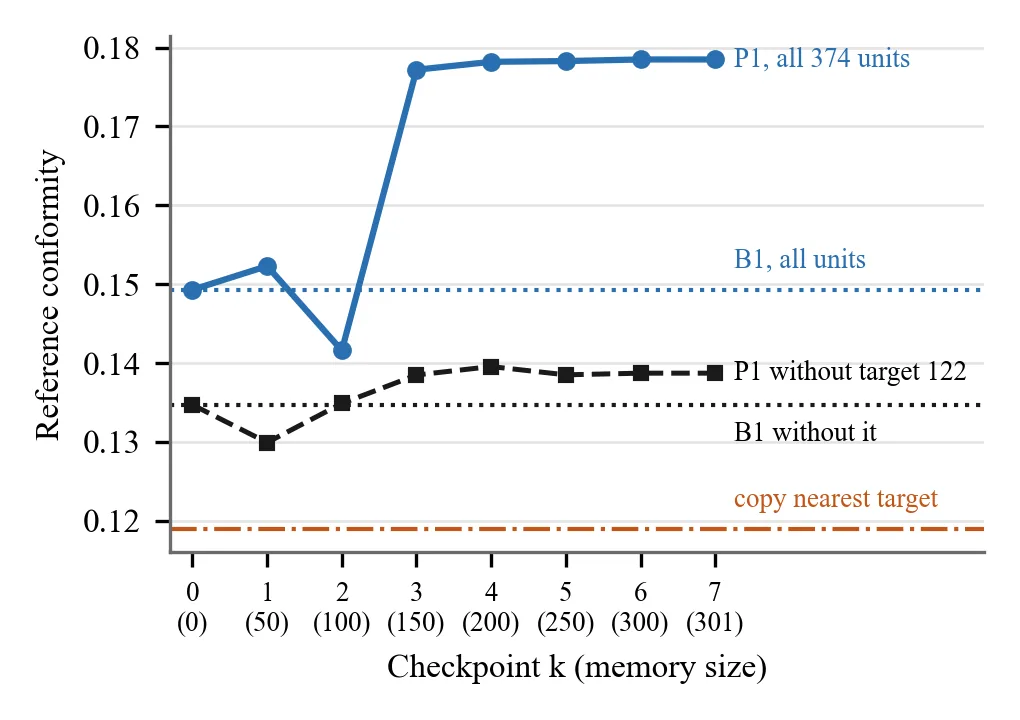 0.18
0.17
0.16
0.15
0.14
0.13
0.12
Reference conformity
P1, all 374 units
B1, all units
P1 without target 122
B1 without it
copy nearest target
0 1 2 3 4 5 6 7
(0) (50) (100) (150) (200) (250) (300) (301)
Checkpoint k (memory size)